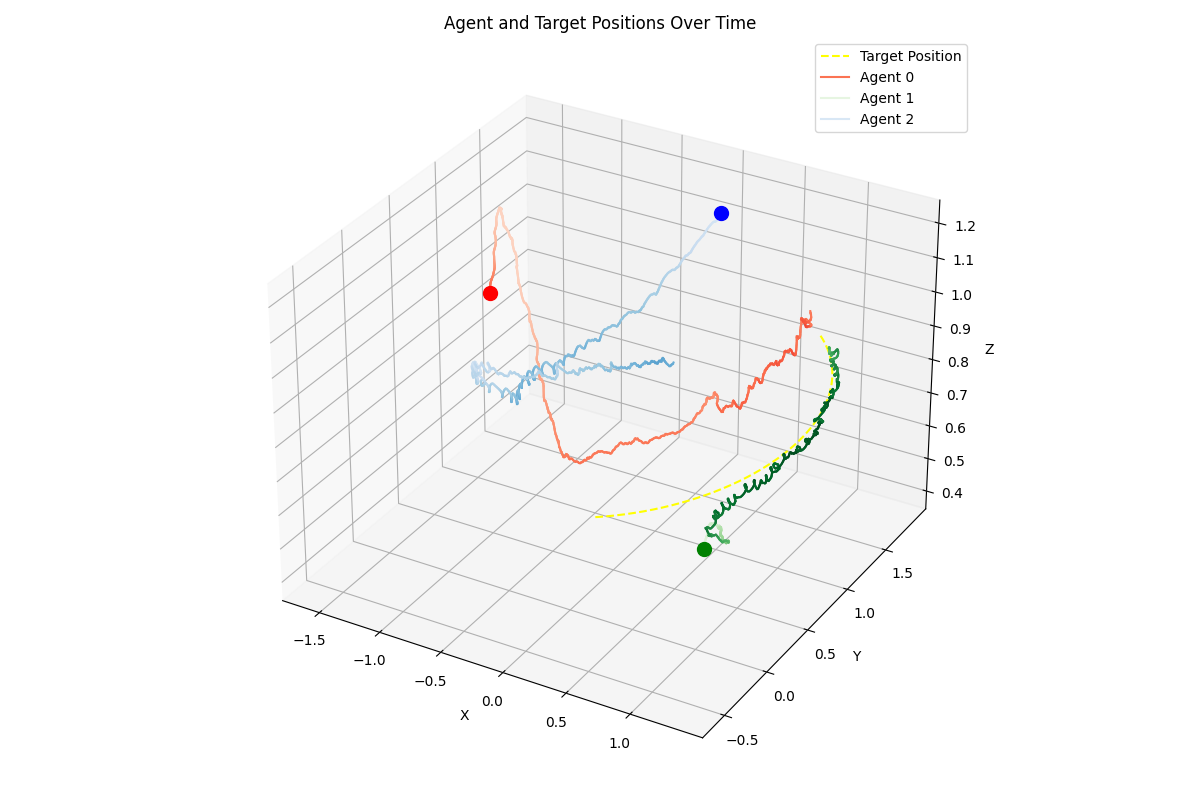 Agent and Target Positions Over Time
Target Position
Agent 0
Agent 1
Agent 2
1.2
1.1
1.0
0.9
0.8
0.7
0.6
0.5
0.4
Z
1.5
1.0
0.5
0.0
−0.5
Y
−1.5
−1.0
−0.5
0.0
0.5
1.0
X